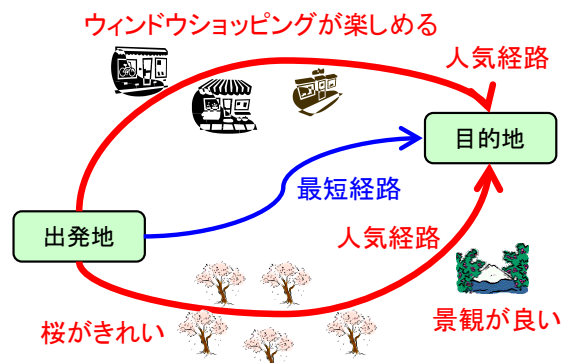 ウィンドウショッピングが楽しめる
人気経路
目的地
最短経路
出発地
人気経路
桜がきれい
景観が良い